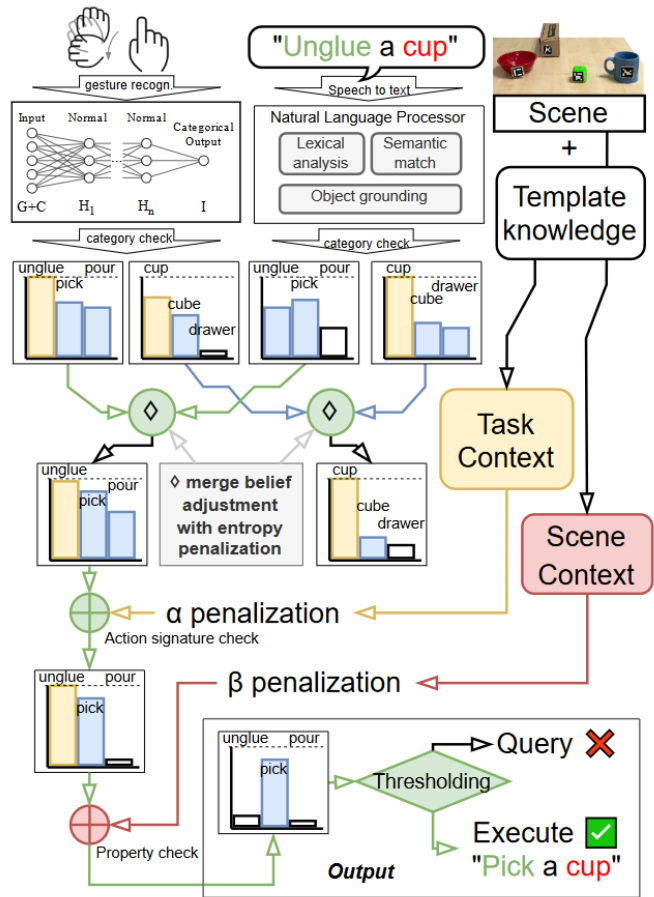 "Unglue a cup"
gesture recogn.
Speech to text
Input
Normal
Normal
Categorical
Output
G+C
H1
Hn
I
Natural Language Processor
Lexical
analysis
Semantic
match
Object grounding
Scene
+
Template
knowledge
category check
category check
unglue pour
pick
cup
cube
drawer
unglue pour
pick
cup
drawer
cube
◊
◊
Task
Context
unglue
pour
pick
◊ merge belief
adjustment
with entropy
penalization
cup
cube
drawer
Scene
Context
α penalization
Action signature check
unglue pour
pick
β penalization
Property check
unglue pour
pick
Thresholding
Query
Execute
"Pick a cup"
Output